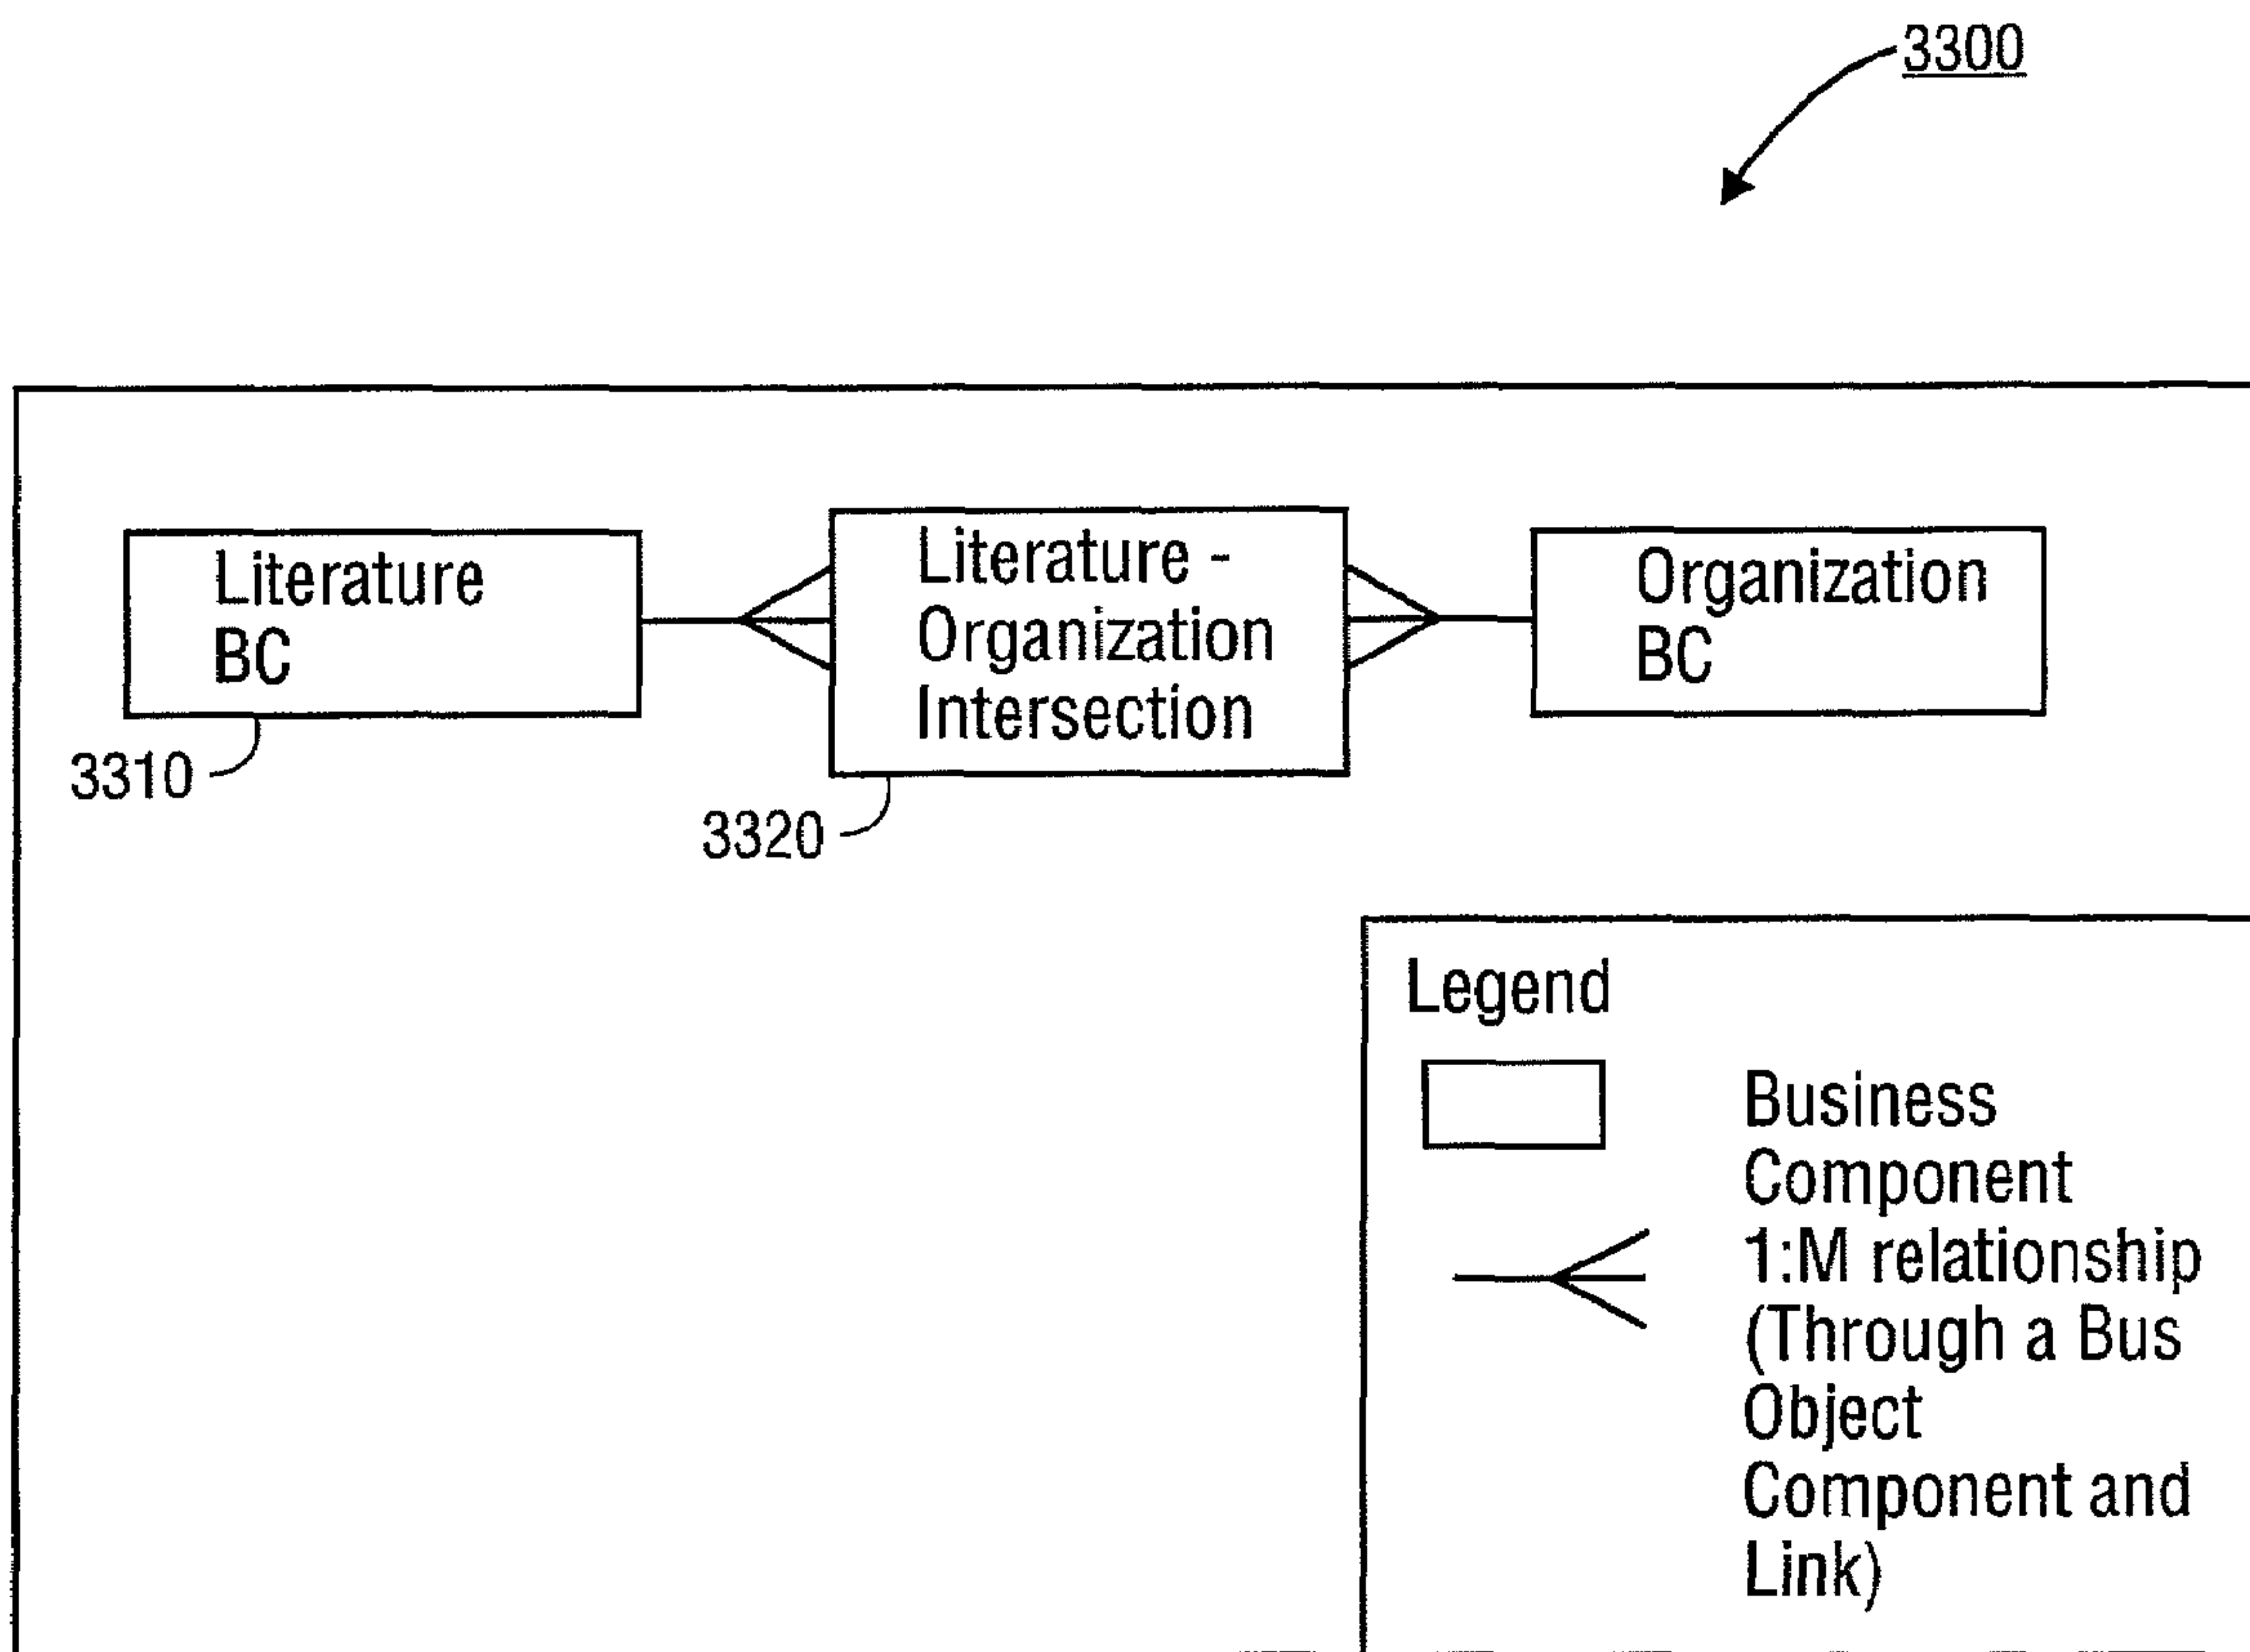 3300
Literature
BC
3310
Literature -
Organization
Intersection
3320
Organization
BC
Legend
Business
Component
1:M relationship
(Through a Bus
Object
Component and
Link)